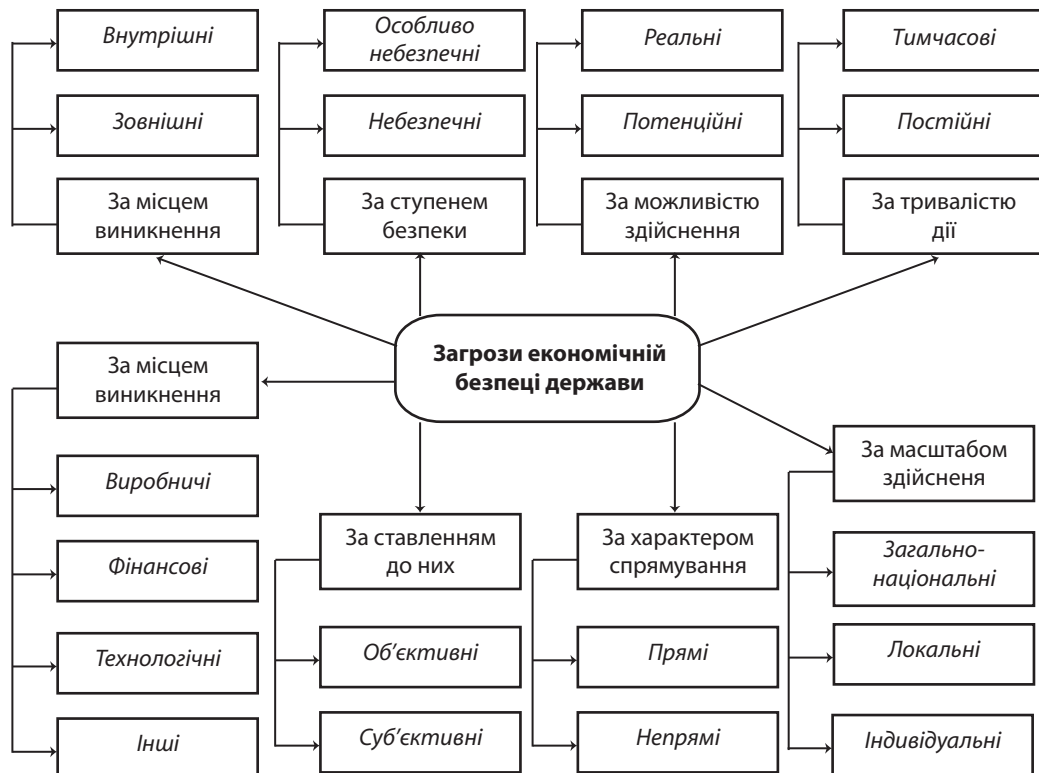 Внутрішні
Зовнішні
За місцем
виникнення
Особливо
небезпечні
Небезпечні
За ступенем
безпеки
Реальні
Потенційні
За можливістю
здійснення
Тимчасові
Постійні
За тривалістю
дії
Загрози економічній
безпеці держави
За місцем
виникнення
Виробничі
Фінансові
Технологічні
Інші
За ставленням
до них
Об’єктивні
Суб’єктивні
За характером
спрямування
Прямі
Непрямі
За масштабом
здійсненя
Загально-
національні
Локальні
Індивідуальні